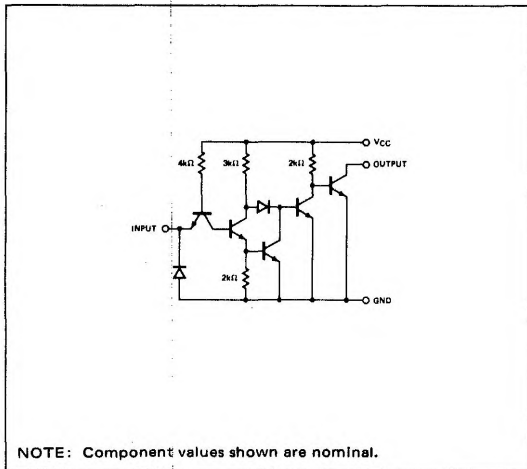 VCC
4kΩ 3kΩ 2kΩ
OUTPUT
INPUT
2kΩ
GND
NOTE: Component values shown are nominal.